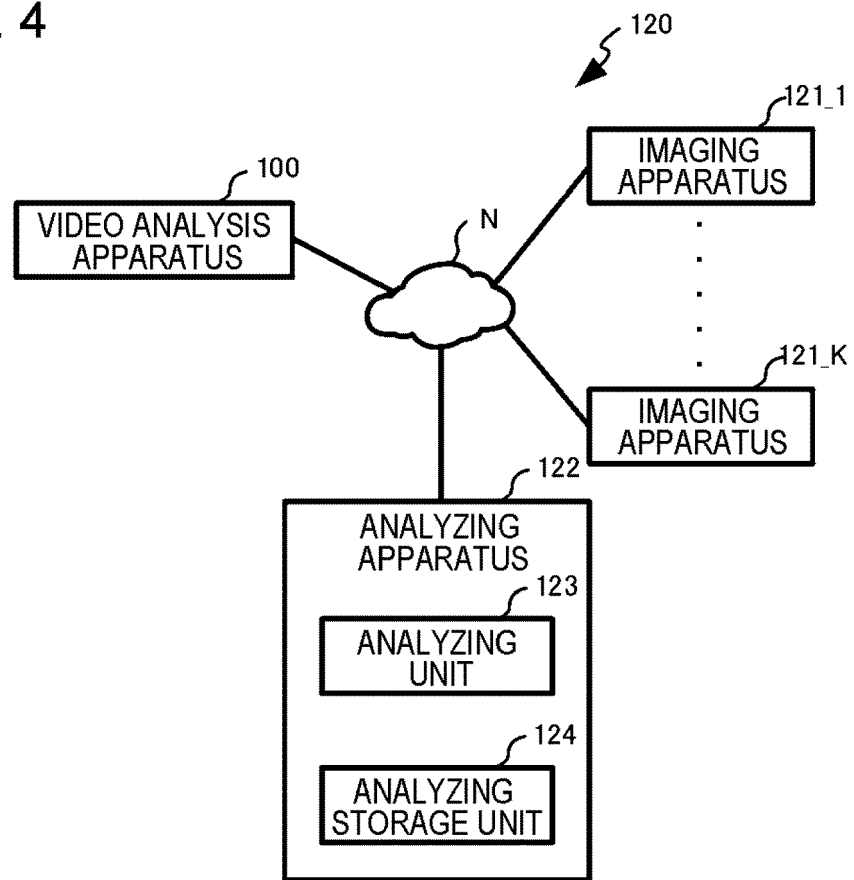 . 4
120
121_1
IMAGING
APPARATUS
100
VIDEO ANALYSIS
APPARATUS
N
121_K
IMAGING
APPARATUS
122
ANALYZING
APPARATUS
123
ANALYZING
UNIT
124
ANALYZING
STORAGE UNIT